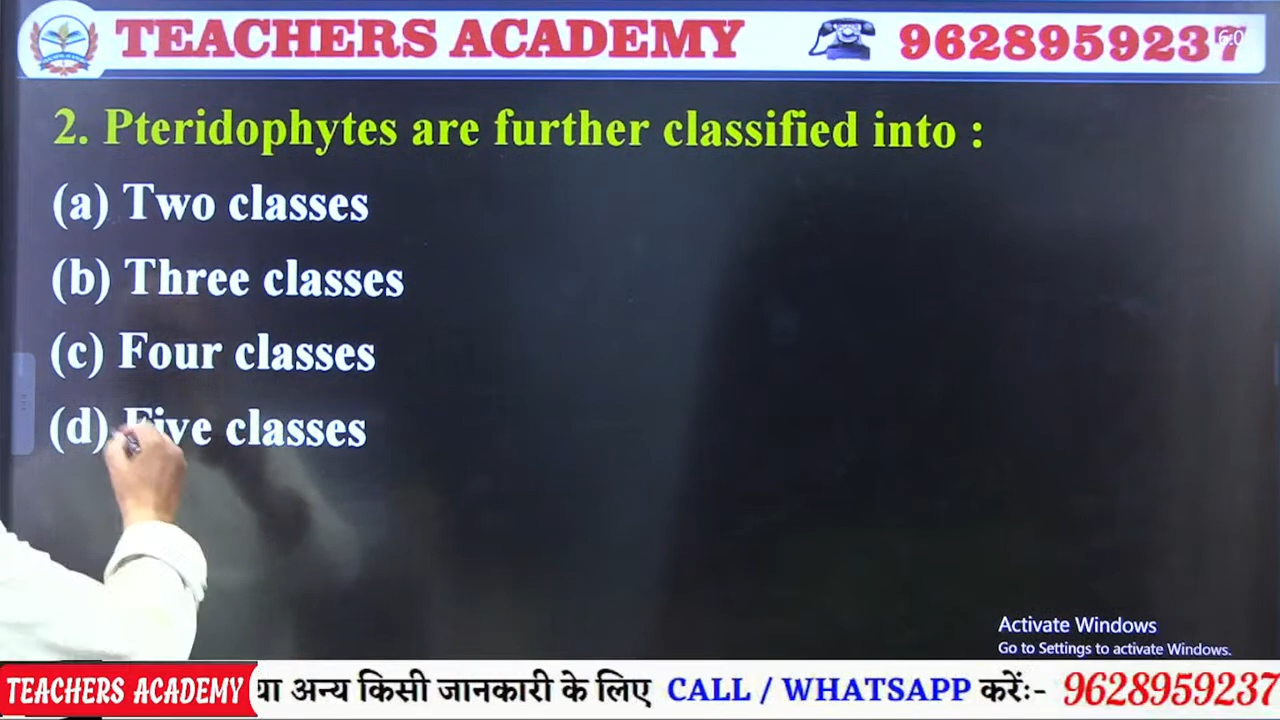 TEACHERS ACADEMY 9628959237
2. Pteridophytes are further classified into :
(a) Two classes
(b) Three classes
(c) Four classes
(d) Five classes
Activate Windows
Go to Settings to activate Windows.
TEACHERS ACADEMY या अन्य किसी जानकारी के लिए CALL / WHATSAPP करेंः- 9628959237